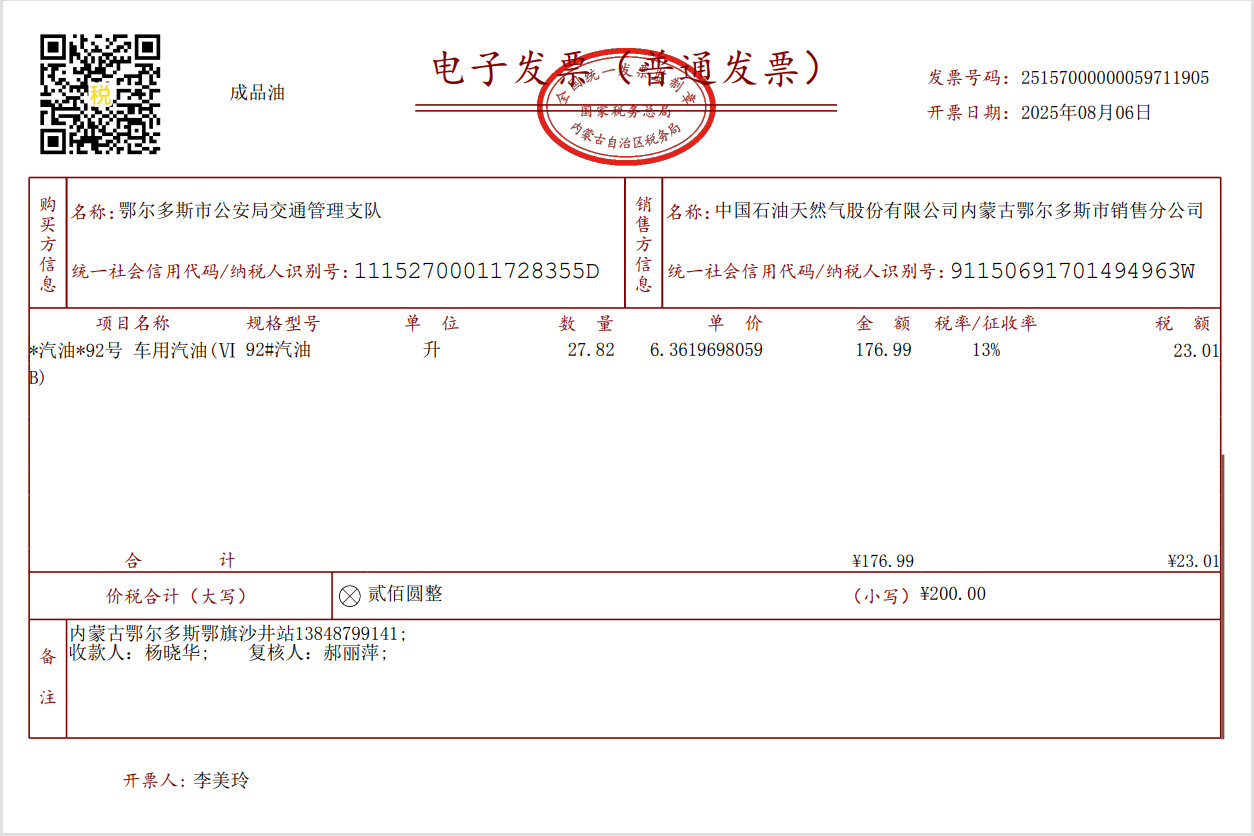 电子发票（普通发票）
税
成品油
全国统一发票监制章
国家税务总局
内蒙古自治区税务局
发票号码：25157000000059711905
开票日期：2025年08月06日
购买方信息
名称：鄂尔多斯市公安局交通管理支队
统一社会信用代码/纳税人识别号：11152700011728355D
销售方信息
名称：中国石油天然气股份有限公司内蒙古鄂尔多斯市销售分公司
统一社会信用代码/纳税人识别号：91150691701494963W
项目名称 规格型号 单 位 数 量 单 价 金 额 税率/征收率 税 额
*汽油*92号 车用汽油(VI 92#汽油 升 27.82 6.3619698059 176.99 13% 23.01
B)
合 计 ¥176.99 ¥23.01
价税合计（大写） 贰佰圆整 （小写）¥200.00
备注
内蒙古鄂尔多斯鄂旗沙井站13848799141;
收款人：杨晓华; 复核人：郝丽萍;
开票人：李美玲